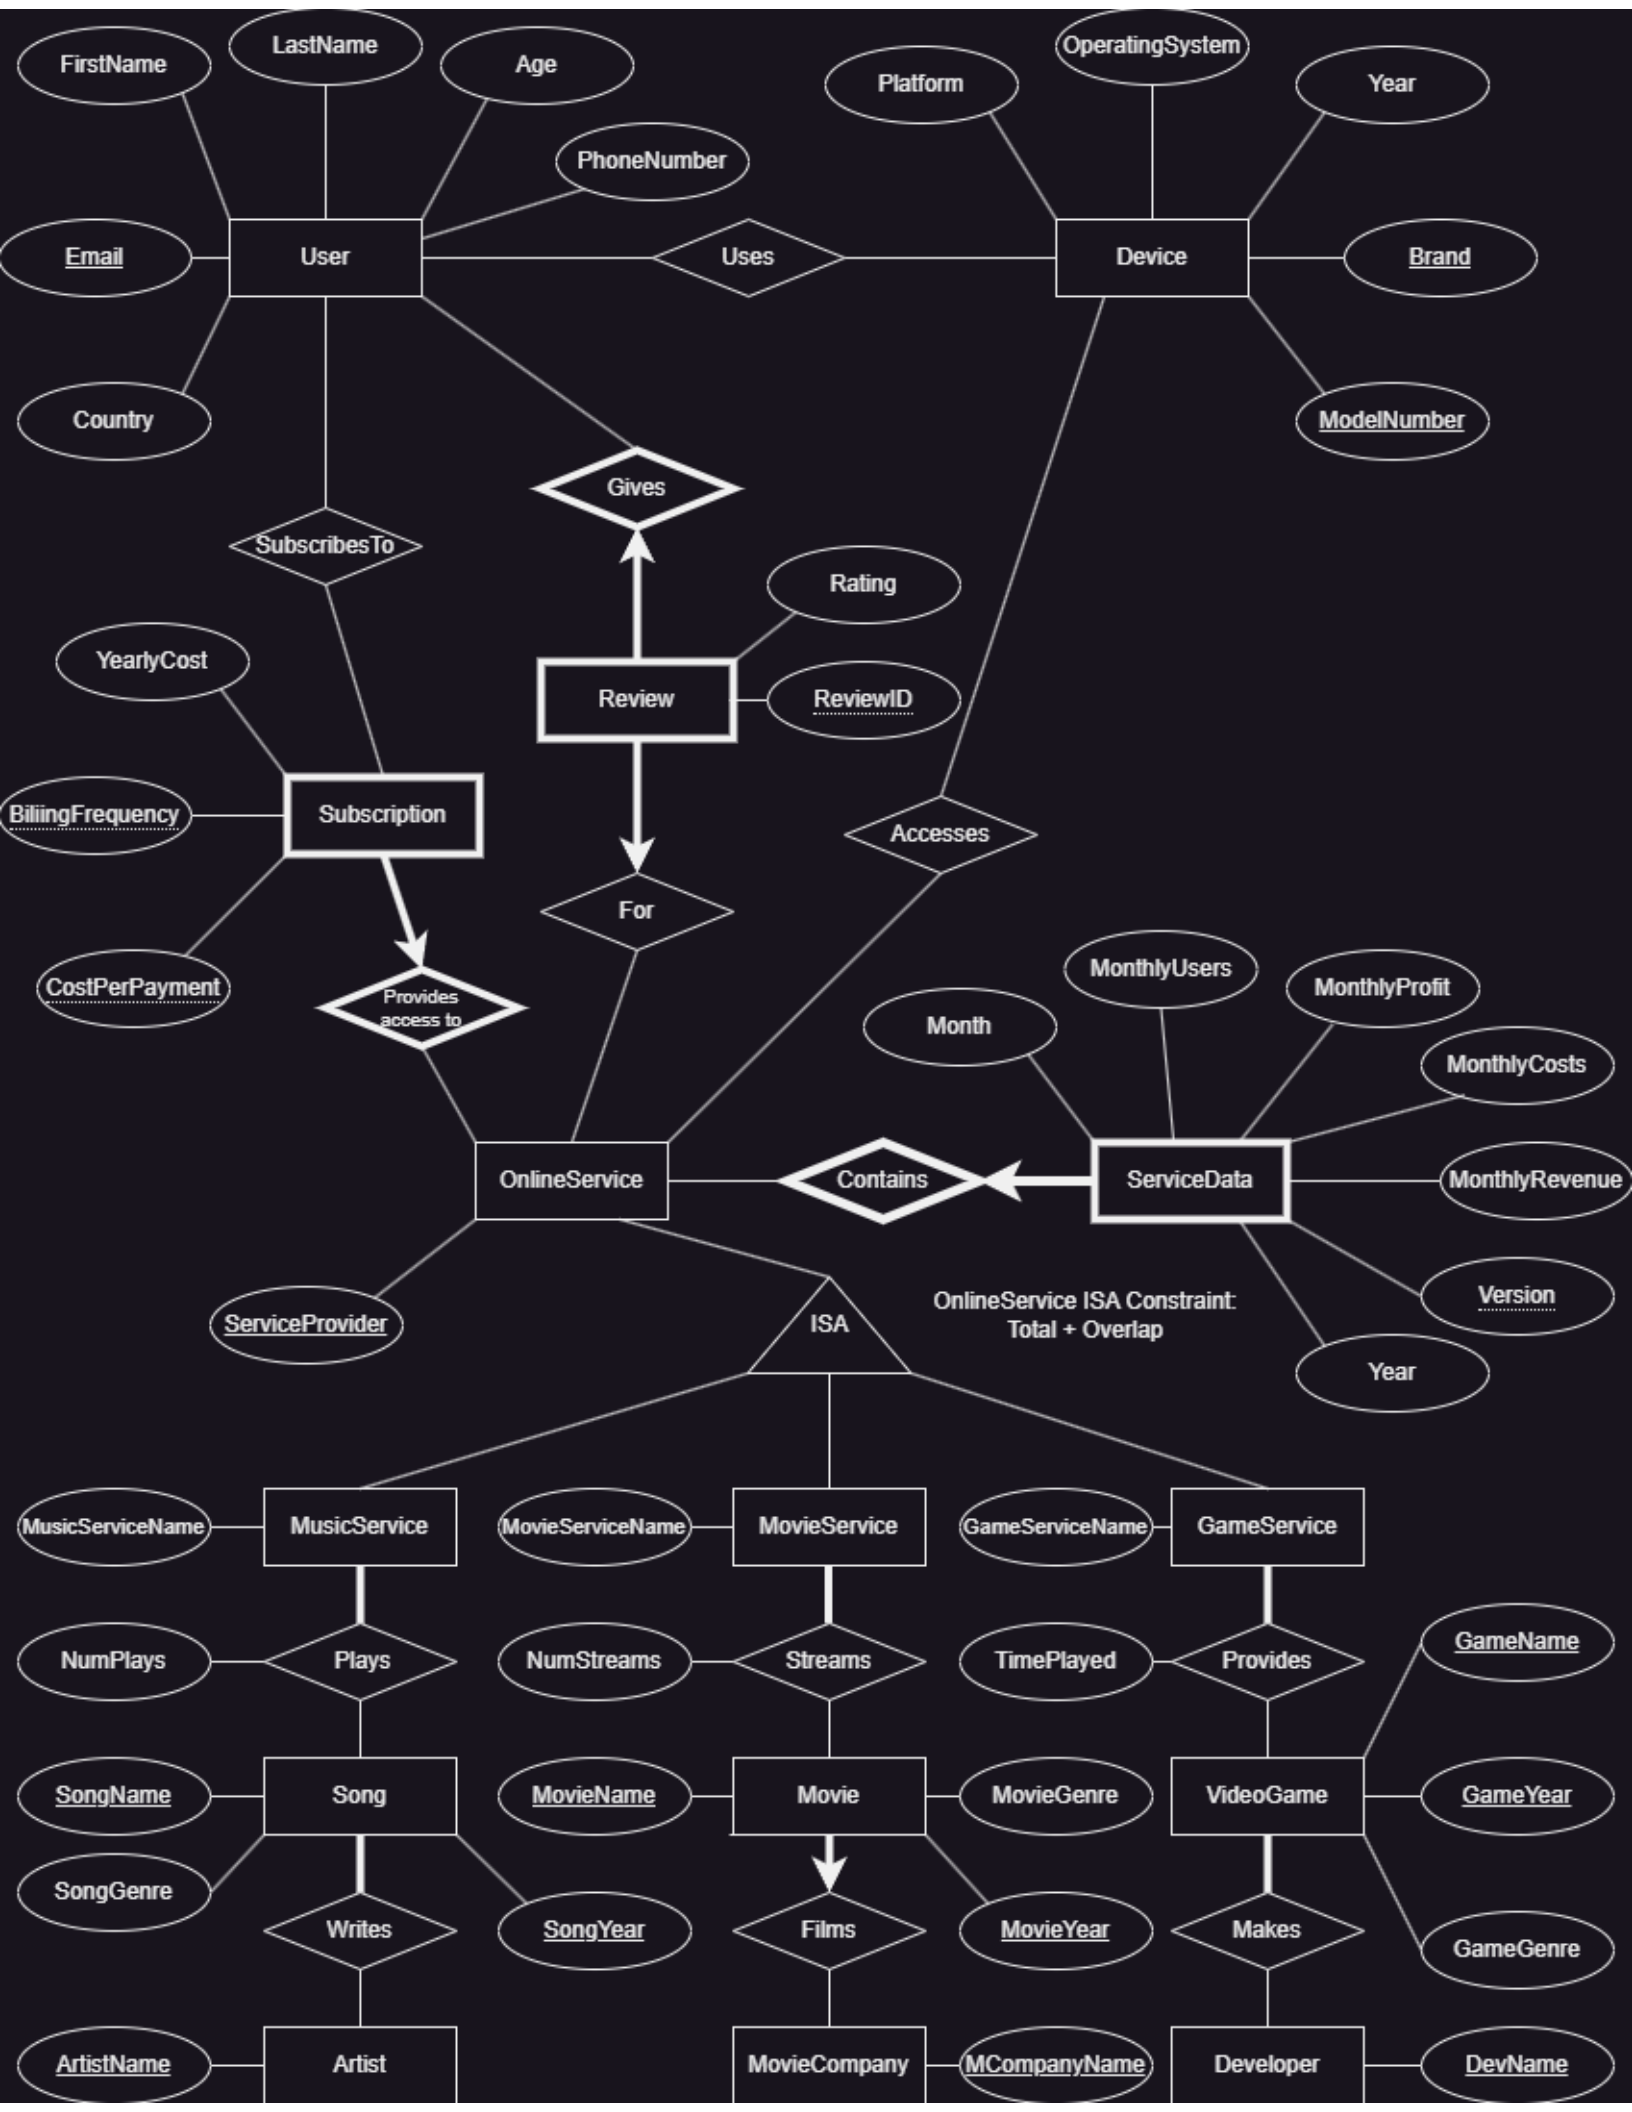 FirstName
LastName
Age
Platform
OperatingSystem
Year
PhoneNumber
Email
User
Uses
Device
Brand
Country
ModelNumber
Gives
SubscribesTo
Rating
YearlyCost
Review
ReviewID
BiliingFrequency
Subscription
Accesses
For
CostPerPayment
Provides
access to
MonthlyUsers
MonthlyProfit
Month
MonthlyCosts
OnlineService
Contains
ServiceData
MonthlyRevenue
ServiceProvider
ISA
OnlineService ISA Constraint:
Total + Overlap
Version
Year
MusicServiceName
MusicService
MovieServiceName
MovieService
GameServiceName
GameService
NumPlays
Plays
NumStreams
Streams
TimePlayed
Provides
GameName
SongName
Song
MovieName
Movie
MovieGenre
VideoGame
GameYear
SongGenre
Writes
SongYear
Films
MovieYear
Makes
GameGenre
ArtistName
Artist
MovieCompany
MCompanyName
Developer
DevName